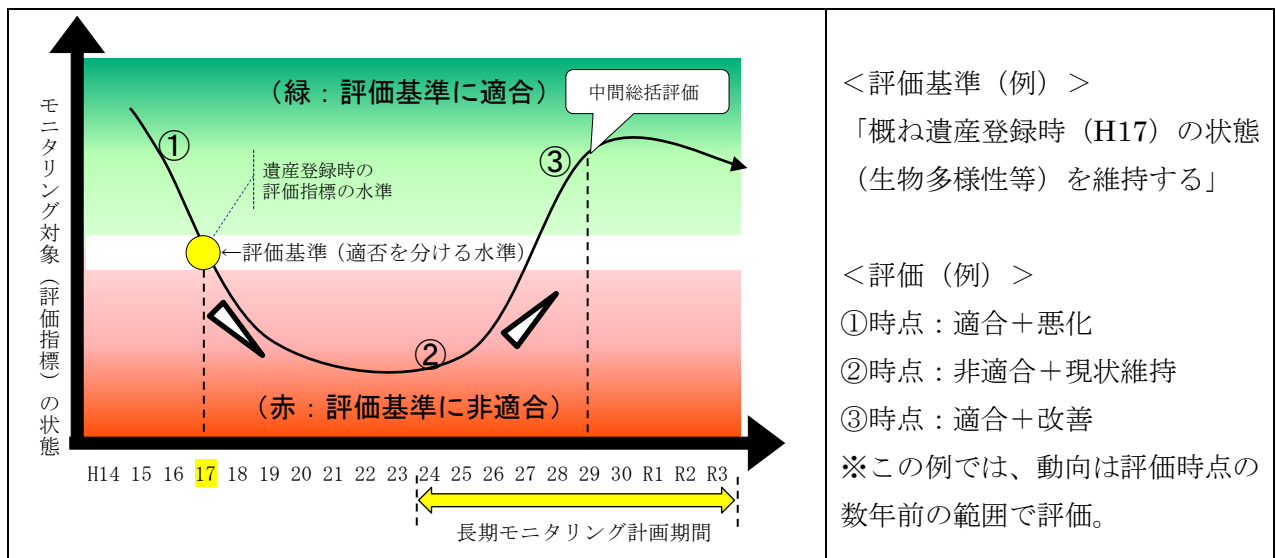 モニタリング対象（評価指標）の状態
（緑：評価基準に適合）
中間総括評価
①
③
遺産登録時の
評価指標の水準
←評価基準（適否を分ける水準）
②
（赤：評価基準に非適合）
H14 15 16 17 18 19 20 21 22 23 24 25 26 27 28 29 30 R1 R2 R3
長期モニタリング計画期間
＜評価基準（例）＞
「概ね遺産登録時（H17）の状態
（生物多様性等）を維持する」
＜評価（例）＞
①時点：適合＋悪化
②時点：非適合＋現状維持
③時点：適合＋改善
※この例では、動向は評価時点の
数年前の範囲で評価。